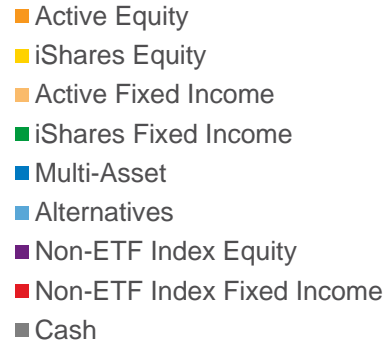 Active Equity
iShares Equity
Active Fixed Income
iShares Fixed Income
Multi-Asset
Alternatives
Non-ETF Index Equity
Non-ETF Index Fixed Income
Cash